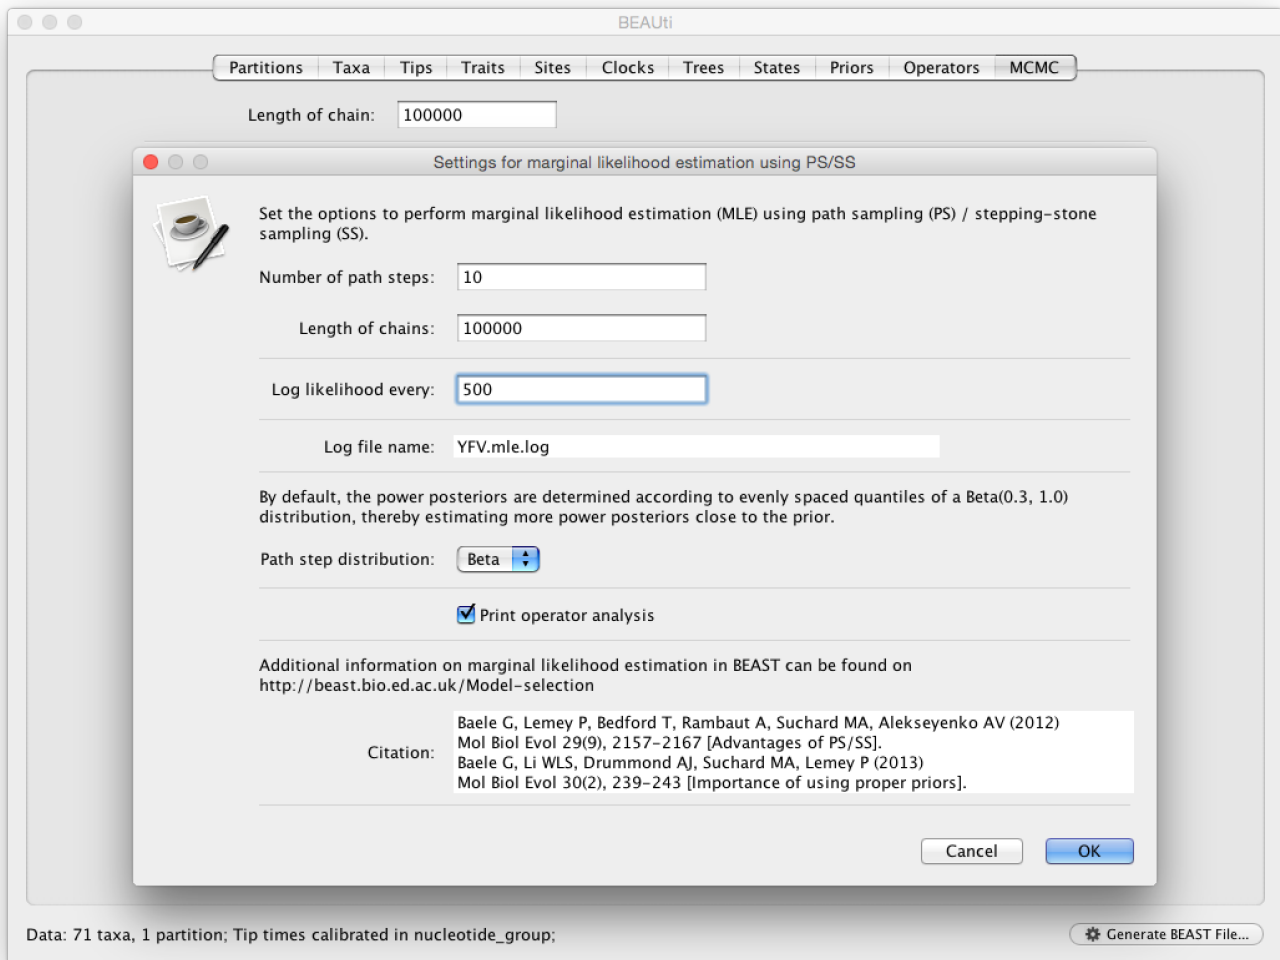 BEAUti
Partitions Taxa Tips Traits Sites Clocks Trees States Priors Operators MCMC
Length of chain: 100000
Settings for marginal likelihood estimation using PS/SS
Set the options to perform marginal likelihood estimation (MLE) using path sampling (PS) / stepping-stone
sampling (SS).
Number of path steps: 10
Length of chains: 100000
Log likelihood every: 500
Log file name: YFV.mle.log
By default, the power posteriors are determined according to evenly spaced quantiles of a Beta(0.3, 1.0)
distribution, thereby estimating more power posteriors close to the prior.
Path step distribution: Beta
Print operator analysis
Additional information on marginal likelihood estimation in BEAST can be found on
http://beast.bio.ed.ac.uk/Model-selection
Baele G, Lemey P, Bedford T, Rambaut A, Suchard MA, Alekseyenko AV (2012)
Mol Biol Evol 29(9), 2157-2167 [Advantages of PS/SS].
Citation:
Baele G, Li WLS, Drummond AJ, Suchard MA, Lemey P (2013)
Mol Biol Evol 30(2), 239-243 [Importance of using proper priors].
Cancel OK
Data: 71 taxa, 1 partition; Tip times calibrated in nucleotide_group;
Generate BEAST File...